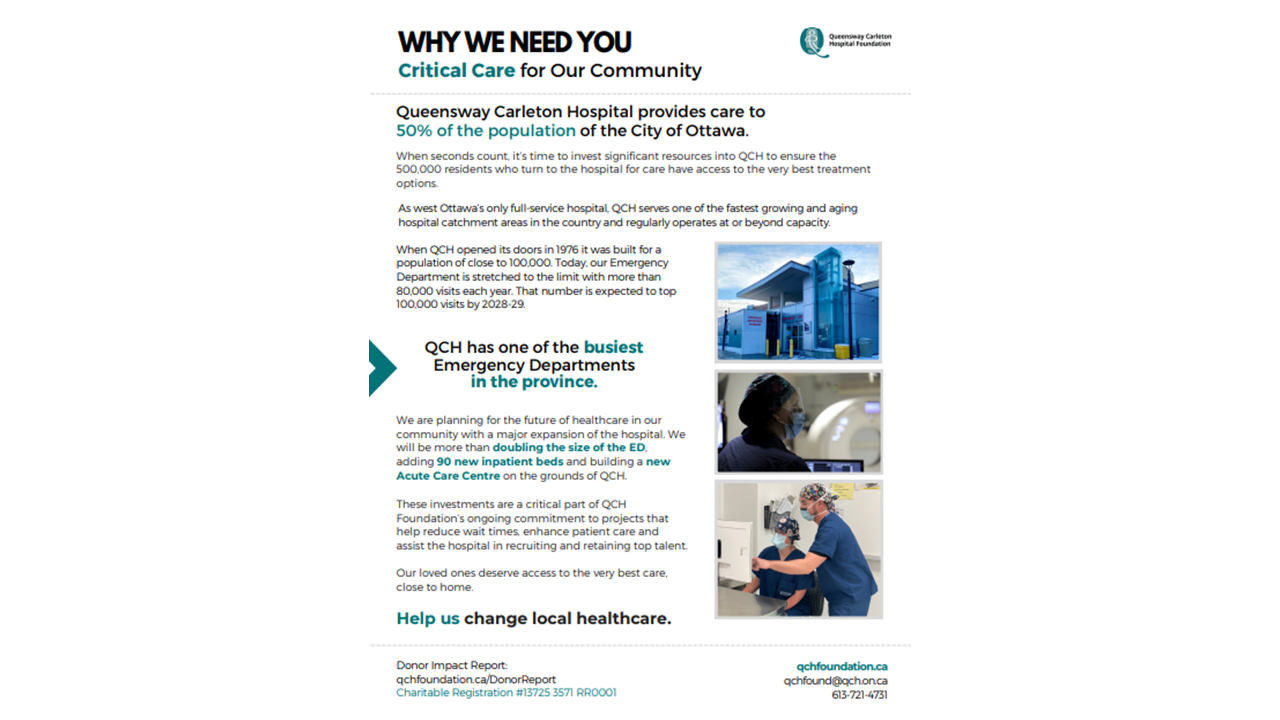 WHY WE NEED YOU
Critical Care for Our Community
Queensway Carleton
Hospital Foundation
Queensway Carleton Hospital provides care to
50% of the population of the City of Ottawa.
When seconds count, it's time to invest significant resources into QCH to ensure the
500,000 residents who turn to the hospital for care have access to the very best treatment
options.
As west Ottawa's only full-service hospital, QCH serves one of the fastest growing and aging
hospital catchment areas in the country and regularly operates at or beyond capacity.
When QCH opened its doors in 1976 it was built for a
population of close to 100,000. Today, our Emergency
Department is stretched to the limit with more than
80,000 visits each year. That number is expected to top
100,000 visits by 2028-29.
QCH has one of the busiest
Emergency Departments
in the province.
We are planning for the future of healthcare in our
community with a major expansion of the hospital. We
will be more than doubling the size of the ED,
adding 90 new inpatient beds and building a new
Acute Care Centre on the grounds of QCH.
These investments are a critical part of QCH
Foundation's ongoing commitment to projects that
help reduce wait times, enhance patient care and
assist the hospital in recruiting and retaining top talent.
Our loved ones deserve access to the very best care,
close to home.
Help us change local healthcare.
Donor Impact Report:
qchfoundation.ca/DonorReport
Charitable Registration #13725 3571 RR0001
qchfoundation.ca
qchfound@qch.on.ca
613-721-4731